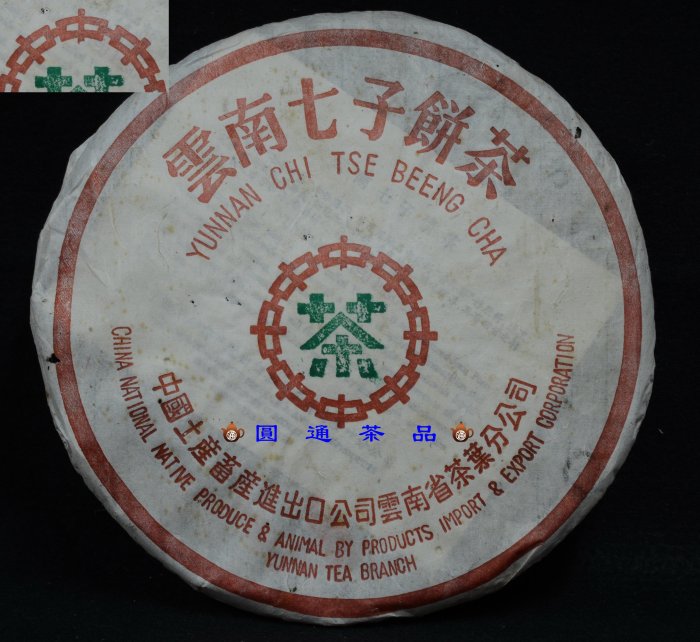 雲南七子餅茶
YUNNAN CHI TSE BEENG CHA
茶
圓通茶品
中國土產畜產進出口公司雲南省茶葉分公司
CHINA NATIONAL NATIVE PRODUCE & ANIMAL BY PRODUCTS IMPORT & EXPORT CORPORATION
YUNNAN TEA BRANCH